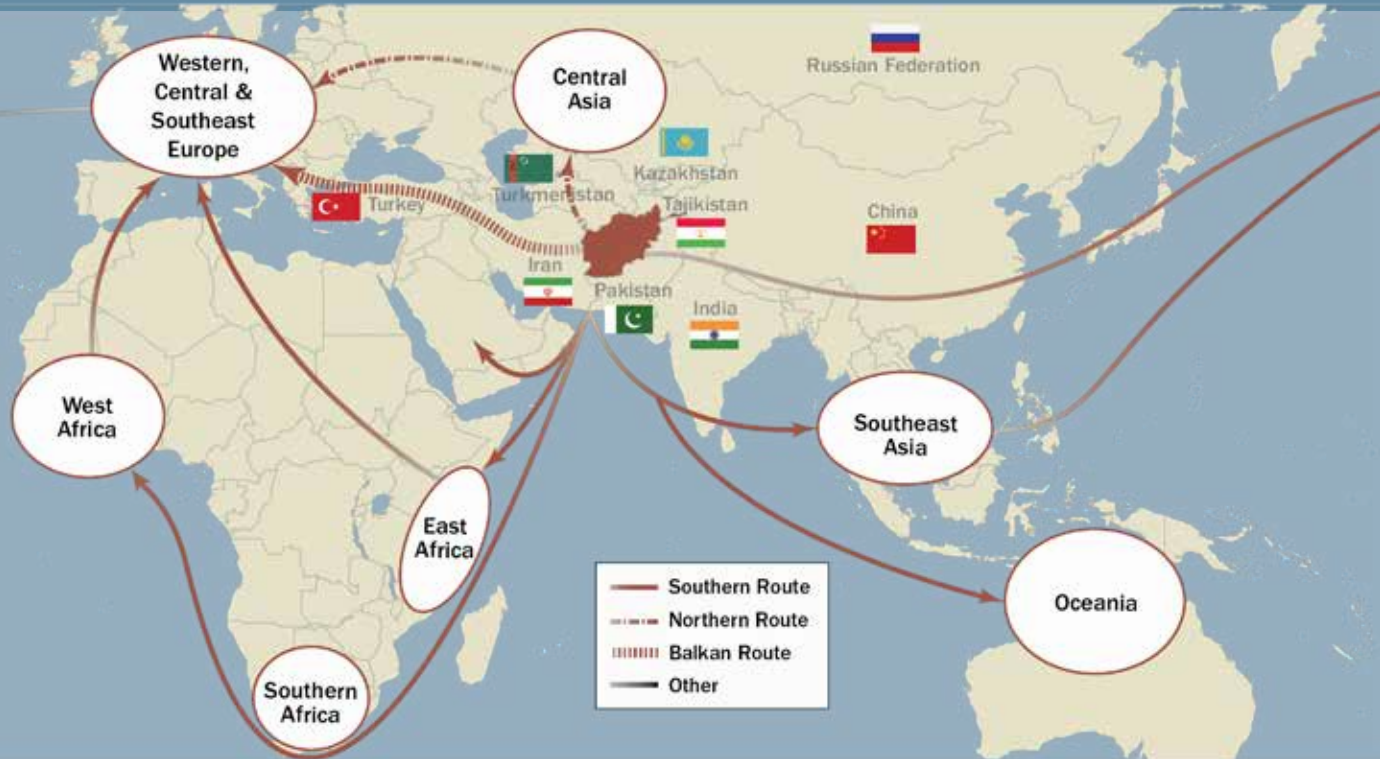 Western,
Central &
Southeast
Europe
Central
Asia
Russian Federation
Kazakhstan
Turkmenistan
Turkey
Tajikistan
China
Iran
Pakistan
India
West
Africa
Southeast
Asia
East
Africa
Oceania
Southern
Africa
Southern Route
Northern Route
Balkan Route
Other